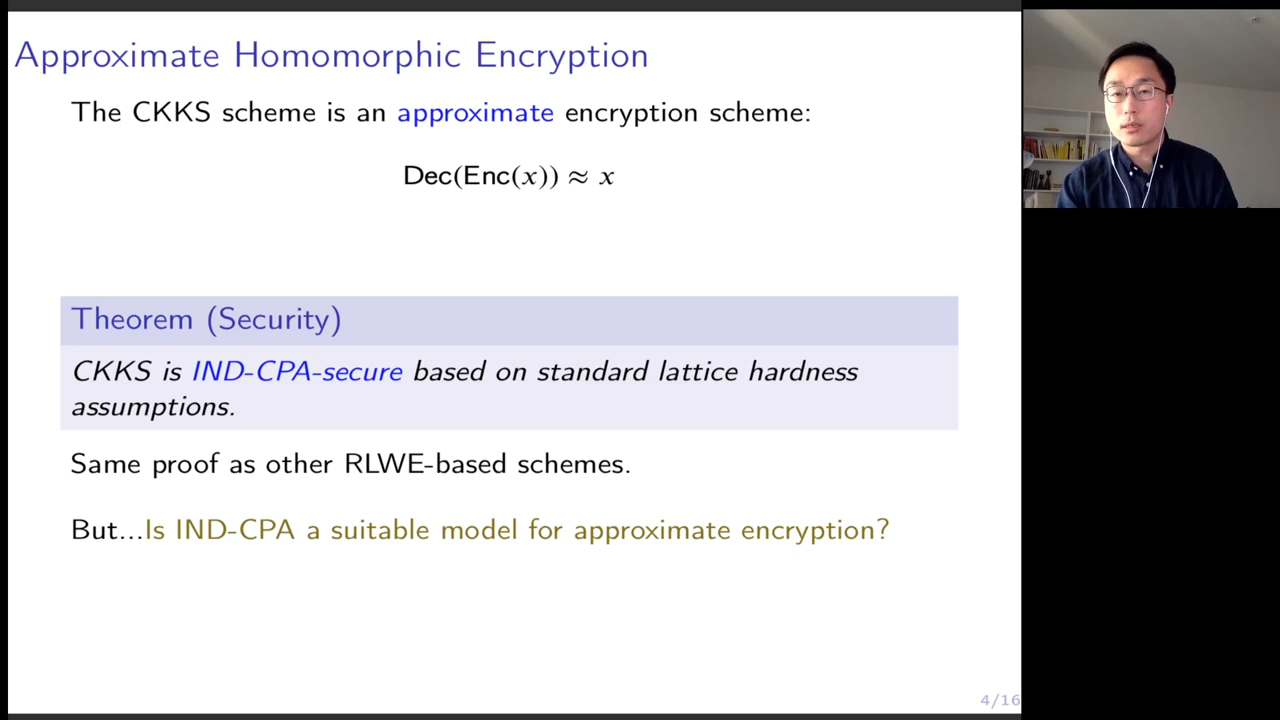 Approximate Homomorphic Encryption
The CKKS scheme is an approximate encryption scheme:
Dec(Enc(x)) ≈ x
Theorem (Security)
CKKS is IND-CPA-secure based on standard lattice hardness
assumptions.
Same proof as other RLWE-based schemes.
But...Is IND-CPA a suitable model for approximate encryption?
4/16